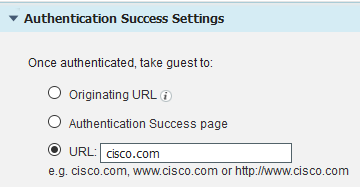 Authentication Success Settings
Once authenticated, take guest to:
Originating URL i
Authentication Success page
URL: cisco.com
e.g. cisco.com, www.cisco.com or http://www.cisco.com